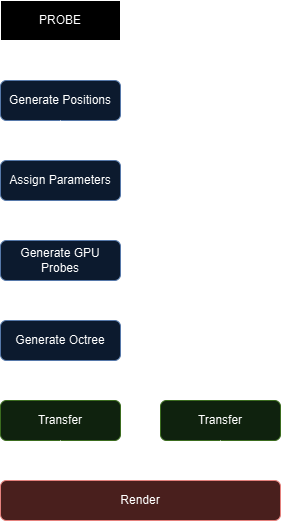 PROBE
Generate Positions
Assign Parameters
Generate GPU
Probes
Generate Octree
Transfer
Transfer
Render